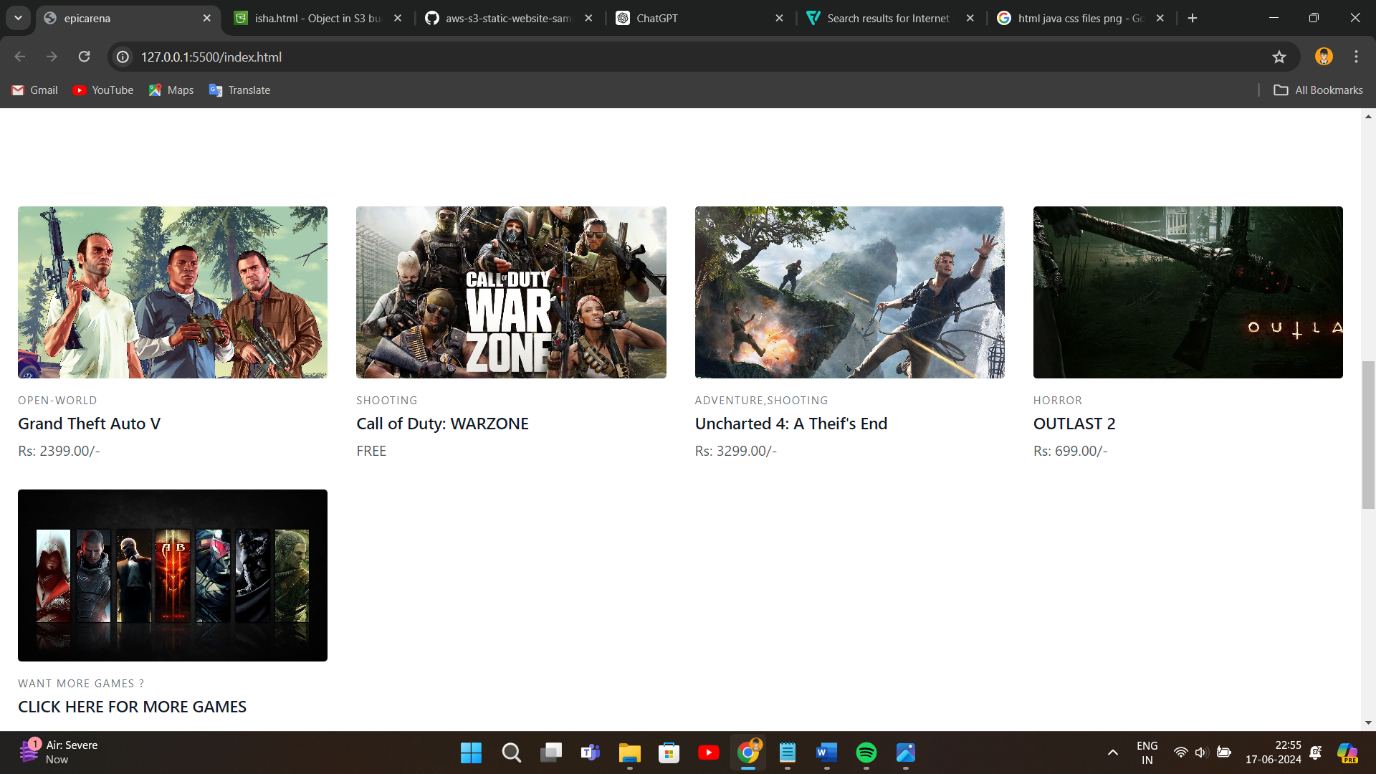 epicarena
isha.html - Object in S3 bu
aws-s3-static-website-sam
ChatGPT
Search results for Internet
html java css files png - Go
127.0.0.1:5500/index.html
Gmail
YouTube
Maps
Translate
All Bookmarks
CALL OF DUTY
WAR
ZONE
OUTLA
OPEN-WORLD
Grand Theft Auto V
Rs: 2399.00/-
SHOOTING
Call of Duty: WARZONE
FREE
ADVENTURE,SHOOTING
Uncharted 4: A Theif's End
Rs: 3299.00/-
HORROR
OUTLAST 2
Rs: 699.00/-
WANT MORE GAMES ?
CLICK HERE FOR MORE GAMES
1
Air: Severe
Now
ENG
IN
22:55
17-06-2024
PRE